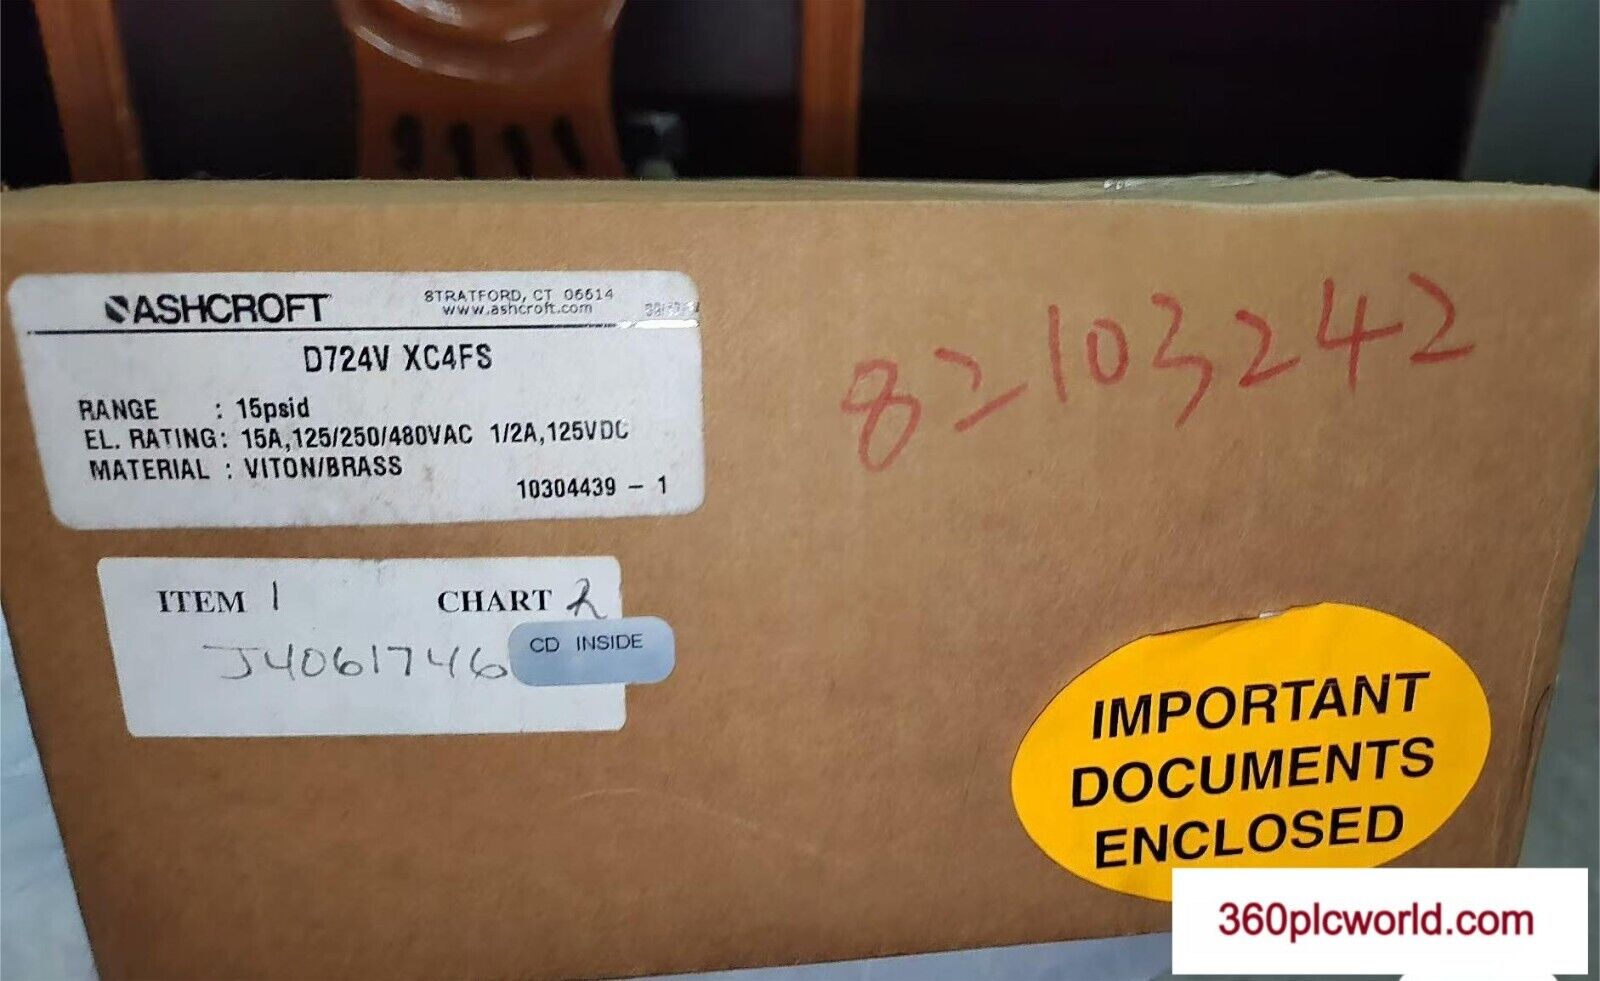 ASHCROFT
STRATFORD, CT 06614
www.ashcroft.com
D724V XC4FS
RANGE : 15psid
EL. RATING: 15A,125/250/480VAC 1/2A,125VDC
MATERIAL : VITON/BRASS
10304439 - 1
82103242
ITEM 1 CHART 2
J4061746
CD INSIDE
IMPORTANT
DOCUMENTS
ENCLOSED
360plcworld.com